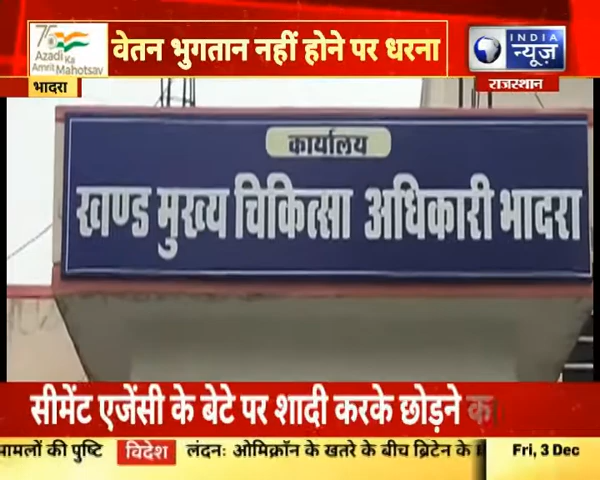 75
Azadi Ka
Amrit Mahotsav
वेतन भुगतान नहीं होने पर धरना
INDIA
न्यूज़
राजस्थान
भादरा
कार्यालय
खण्ड मुख्य चिकित्सा अधिकारी भादरा
सीमेंट एजेंसी के बेटे पर शादी करके छोड़ने
मामलों की पुष्टि विदेश लंदनः ओमिक्रॉन के खतरे के बीच ब्रिटेन के
Fri, 3 Dec